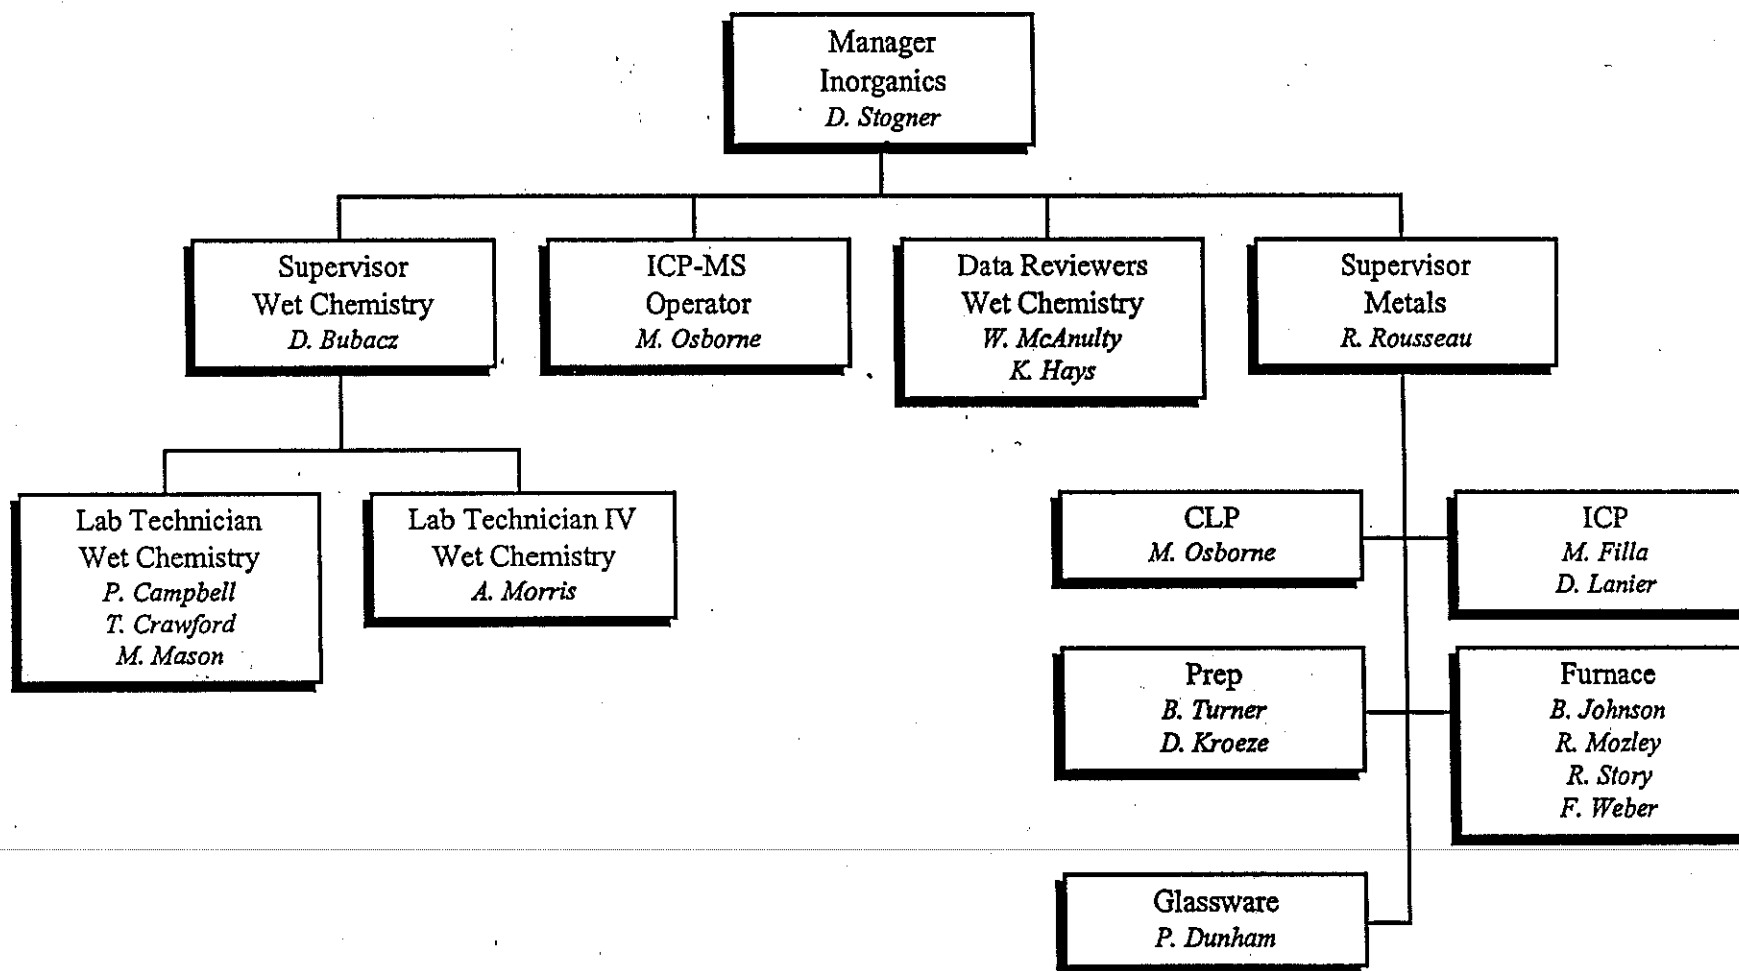 Manager
Inorganics
D. Stogner
Supervisor
Wet Chemistry
D. Bubacz
ICP-MS
Operator
M. Osborne
Data Reviewers
Wet Chemistry
W. McAnulty
K. Hays
Supervisor
Metals
R. Rousseau
Lab Technician
Wet Chemistry
P. Campbell
T. Crawford
M. Mason
Lab Technician IV
Wet Chemistry
A. Morris
CLP
M. Osborne
ICP
M. Filla
D. Lanier
Prep
B. Turner
D. Kroeze
Furnace
B. Johnson
R. Mozley
R. Story
F. Weber
Glassware
P. Dunham